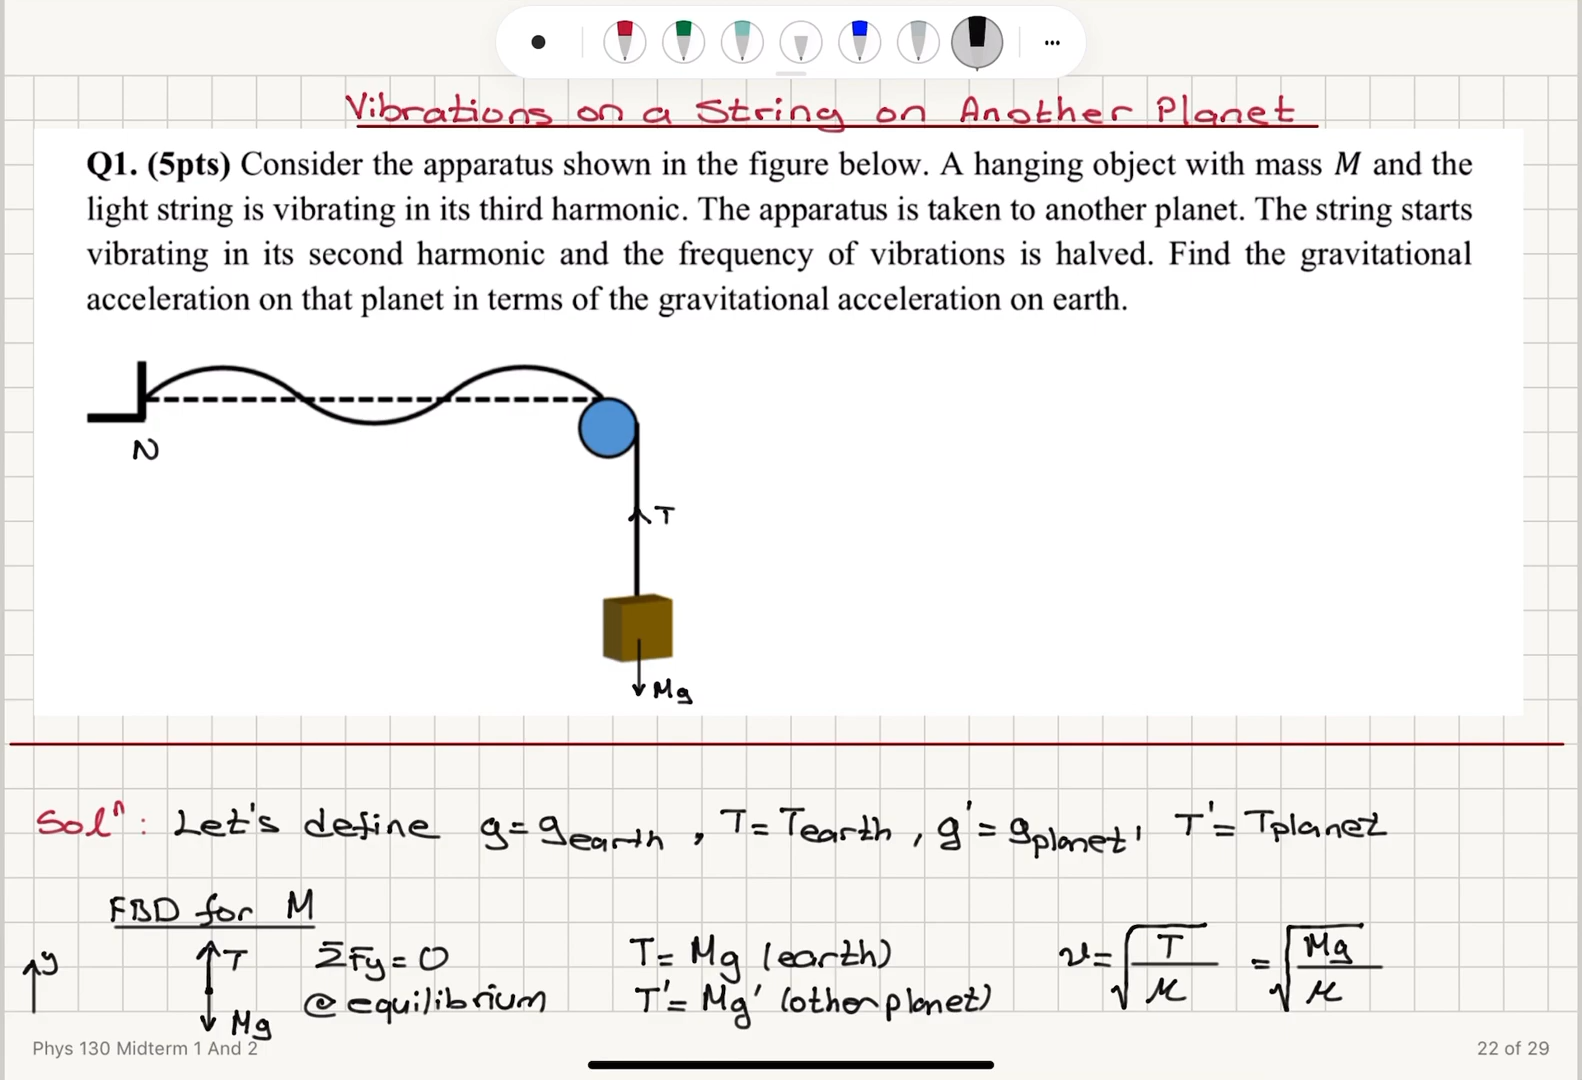 Vibrations on a String on Another Planet
Q1. (5pts) Consider the apparatus shown in the figure below. A hanging object with mass M and the
light string is vibrating in its third harmonic. The apparatus is taken to another planet. The string starts
vibrating in its second harmonic and the frequency of vibrations is halved. Find the gravitational
acceleration on that planet in terms of the gravitational acceleration on earth.
N
T
Mg
Solⁿ: Let's define g = g_earth, T = T_earth, g' = g_planet, T' = T_planet
FBD for M
y
T
Mg
ΣFy = 0
@ equilibrium
T = Mg (earth)
T' = Mg' (other planet)
v = √(T/μ) = √(Mg/μ)
Phys 130 Midterm 1 And 2
22 of 29